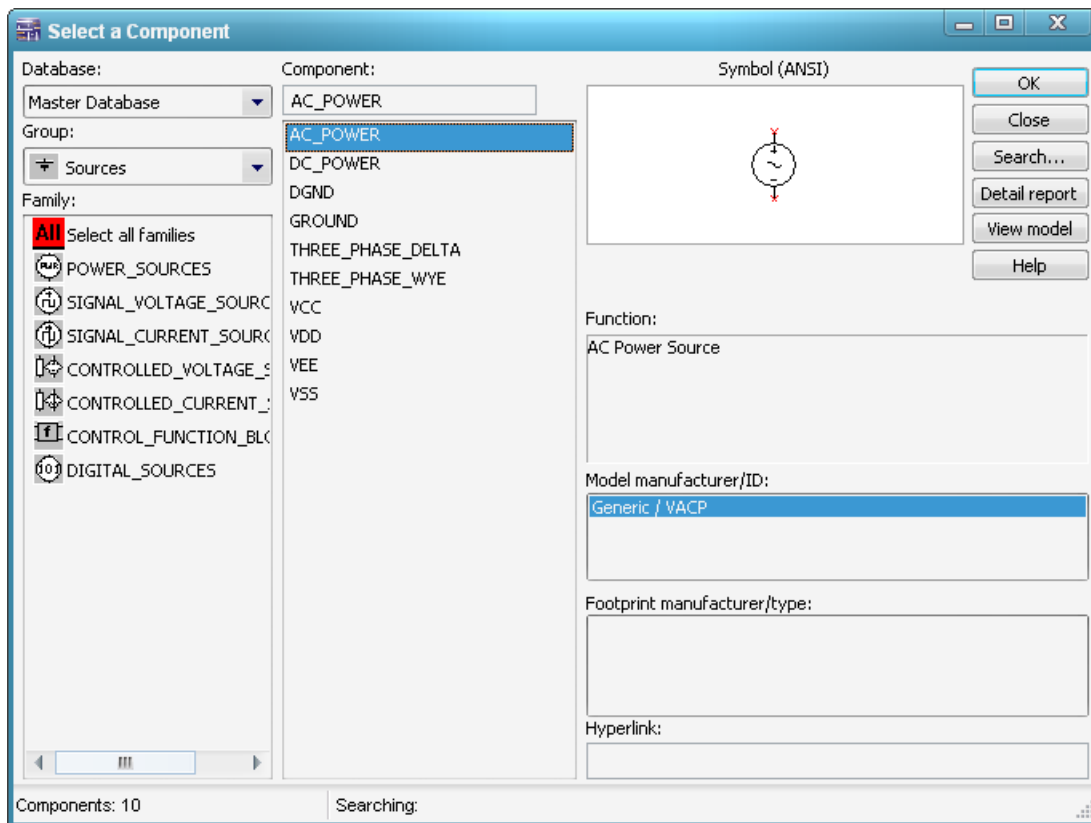 Select a Component
Database:
Master Database
Group:
Sources
Family:
All Select all families
POWER_SOURCES
SIGNAL_VOLTAGE_SOURC
SIGNAL_CURRENT_SOURC
CONTROLLED_VOLTAGE_S
CONTROLLED_CURRENT_S
CONTROL_FUNCTION_BLC
DIGITAL_SOURCES
Component:
AC_POWER
AC_POWER
DC_POWER
DGND
GROUND
THREE_PHASE_DELTA
THREE_PHASE_WYE
VCC
VDD
VEE
VSS
Symbol (ANSI)
OK
Close
Search...
Detail report
View model
Help
Function:
AC Power Source
Model manufacturer/ID:
Generic / VACP
Footprint manufacturer/type:
Hyperlink:
Components: 10
Searching: